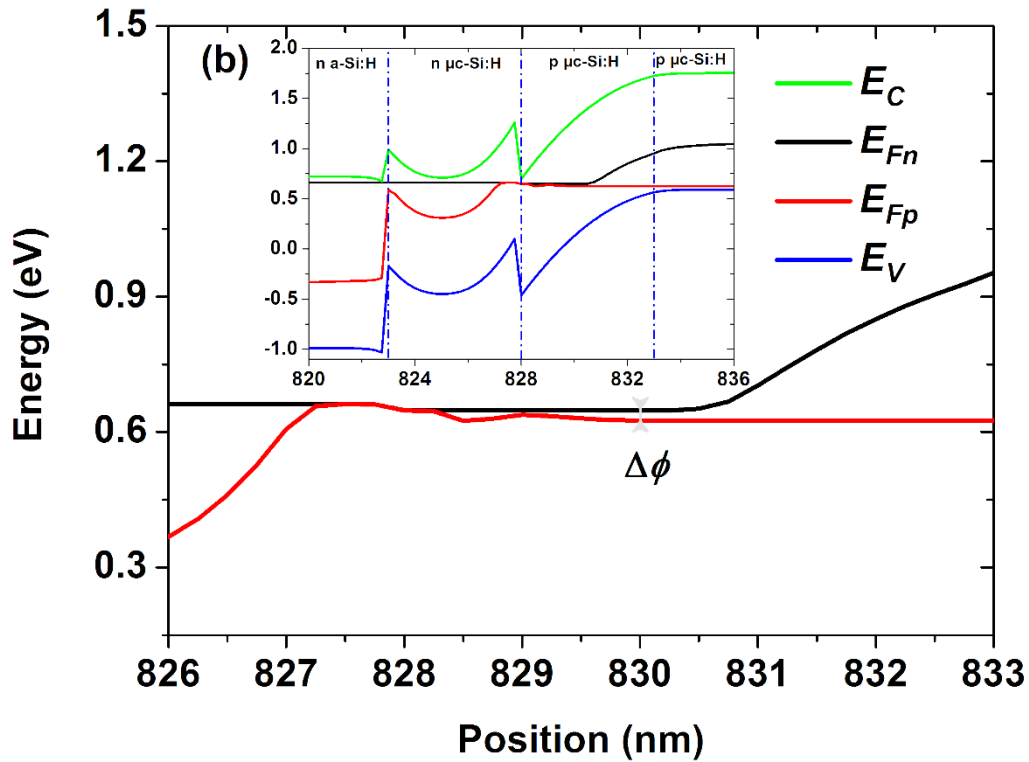 (b)
n a-Si:H n μc-Si:H p μc-Si:H p μc-Si:H
2.0
1.5
1.0
0.5
0.0
-0.5
-1.0
820 824 828 832 836
E_C
E_Fn
E_Fp
E_V
1.5
1.2
0.9
0.6
0.3
Energy (eV)
Δϕ
826 827 828 829 830 831 832 833
Position (nm)